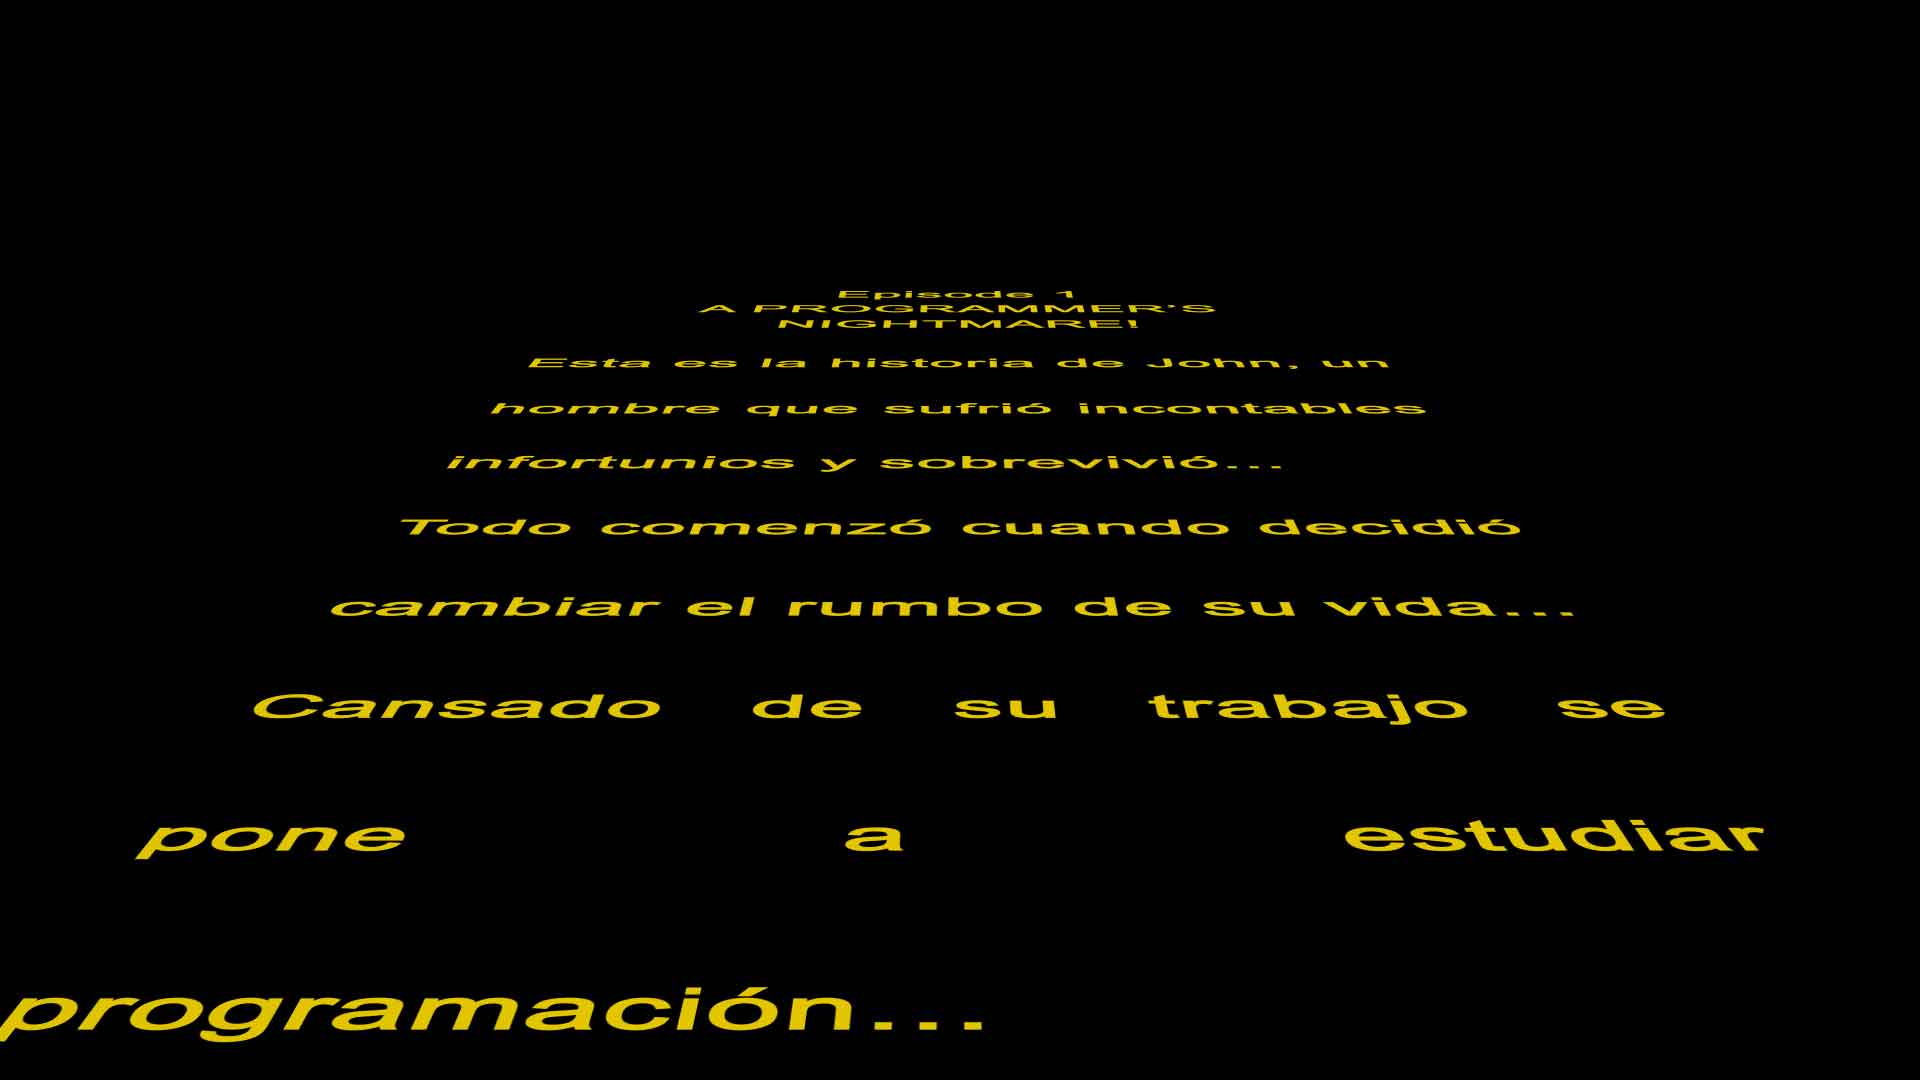 Episode 1
A PROGRAMMER'S
NIGHTMARE!
Esta es la historia de John, un
hombre que sufrió incontables
infortunios y sobrevivió...
Todo comenzó cuando decidió
cambiar el rumbo de su vida...
Cansado de su trabajo se
pone a estudiar
programación...